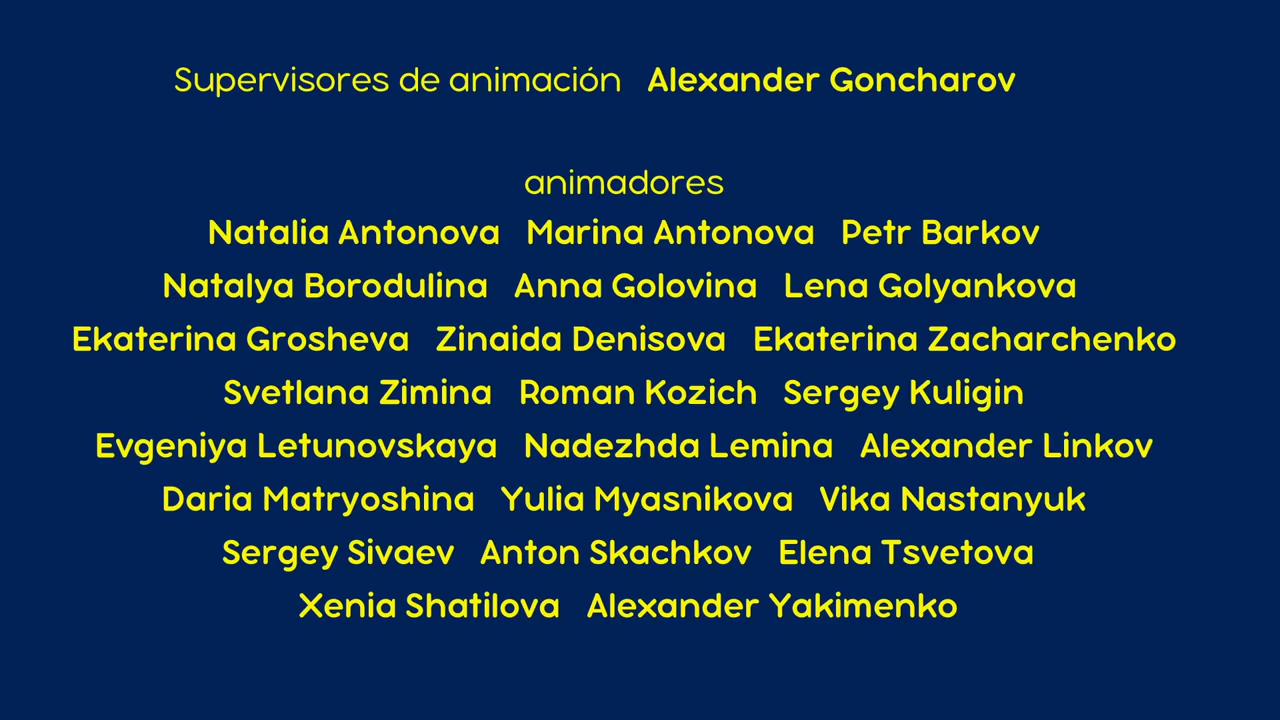 Supervisores de animación Alexander Goncharov
animadores
Natalia Antonova Marina Antonova Petr Barkov
Natalya Borodulina Anna Golovina Lena Golyankova
Ekaterina Grosheva Zinaida Denisova Ekaterina Zacharchenko
Svetlana Zimina Roman Kozich Sergey Kuligin
Evgeniya Letunovskaya Nadezhda Lemina Alexander Linkov
Daria Matryoshina Yulia Myasnikova Vika Nastanyuk
Sergey Sivaev Anton Skachkov Elena Tsvetova
Xenia Shatilova Alexander Yakimenko